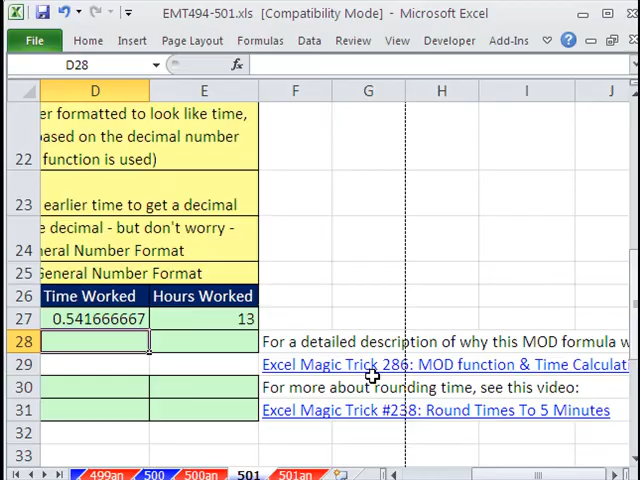 EMT494-501.xls [Compatibility Mode] - Microsoft Excel
File Home Insert Page Layout Formulas Data Review View Developer Add-Ins
D28 fx
D E F G H I J
er formatted to look like time,
based on the decimal number
22 function is used)
23 earlier time to get a decimal
e decimal - but don't worry -
24 General Number Format
25 General Number Format
26 Time Worked Hours Worked
27 0.541666667 13
28 For a detailed description of why this MOD formula w
29 Excel Magic Trick 286: MOD function & Time Calculati
30 For more about rounding time, see this video:
31 Excel Magic Trick #238: Round Times To 5 Minutes
32
33
499an 500 500an 501 501an